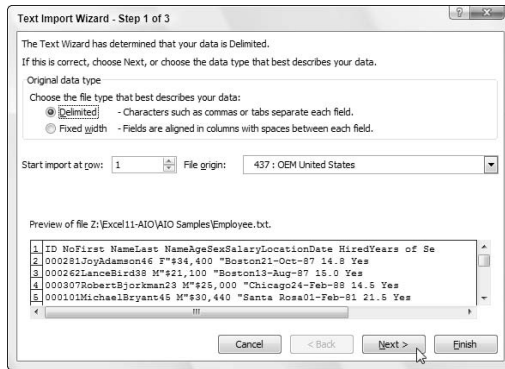 Text Import Wizard - Step 1 of 3
The Text Wizard has determined that your data is Delimited.
If this is correct, choose Next, or choose the data type that best describes your data.
Original data type
Choose the file type that best describes your data:
Delimited - Characters such as commas or tabs separate each field.
Fixed width - Fields are aligned in columns with spaces between each field.
Start import at row: 1 File origin: 437 : OEM United States
Preview of file Z:\Excel11-AIO\AIO Samples\Employee.txt.
1 ID NoFirst NameLast NameAgeSexSalaryLocationDate HiredYears of Se
2 000281JoyAdamson46 F"$34,400 "Boston21-Oct-87 14.8 Yes
3 000262LanceBird38 M"$21,100 "Boston13-Aug-87 15.0 Yes
4 000307RobertBjorkman23 M"$25,000 "Chicago24-Feb-88 14.5 Yes
5 000101MichaelBryant45 M"$30,440 "Santa Rosa01-Feb-81 21.5 Yes
Cancel < Back Next > Finish